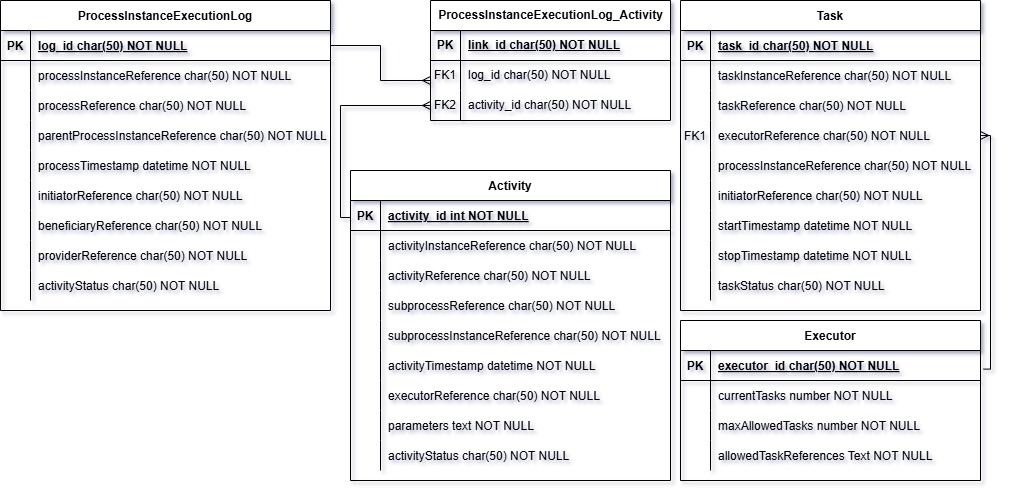 ProcessInstanceExecutionLog
PK log_id char(50) NOT NULL
processInstanceReference char(50) NOT NULL
processReference char(50) NOT NULL
parentProcessInstanceReference char(50) NOT NULL
processTimestamp datetime NOT NULL
initiatorReference char(50) NOT NULL
beneficiaryReference char(50) NOT NULL
providerReference char(50) NOT NULL
activityStatus char(50) NOT NULL
ProcessInstanceExecutionLog_Activity
PK link_id char(50) NOT NULL
FK1 log_id char(50) NOT NULL
FK2 activity_id char(50) NOT NULL
Activity
PK activity_id int NOT NULL
activityInstanceReference char(50) NOT NULL
activityReference char(50) NOT NULL
subprocessReference char(50) NOT NULL
subprocessInstanceReference char(50) NOT NULL
activityTimestamp datetime NOT NULL
executorReference char(50) NOT NULL
parameters text NOT NULL
activityStatus char(50) NOT NULL
Task
PK task_id char(50) NOT NULL
taskInstanceReference char(50) NOT NULL
taskReference char(50) NOT NULL
FK1 executorReference char(50) NOT NULL
processInstanceReference char(50) NOT NULL
initiatorReference char(50) NOT NULL
startTimestamp datetime NOT NULL
stopTimestamp datetime NOT NULL
taskStatus char(50) NOT NULL
Executor
PK executor_id char(50) NOT NULL
currentTasks number NOT NULL
maxAllowedTasks number NOT NULL
allowedTaskReferences Text NOT NULL